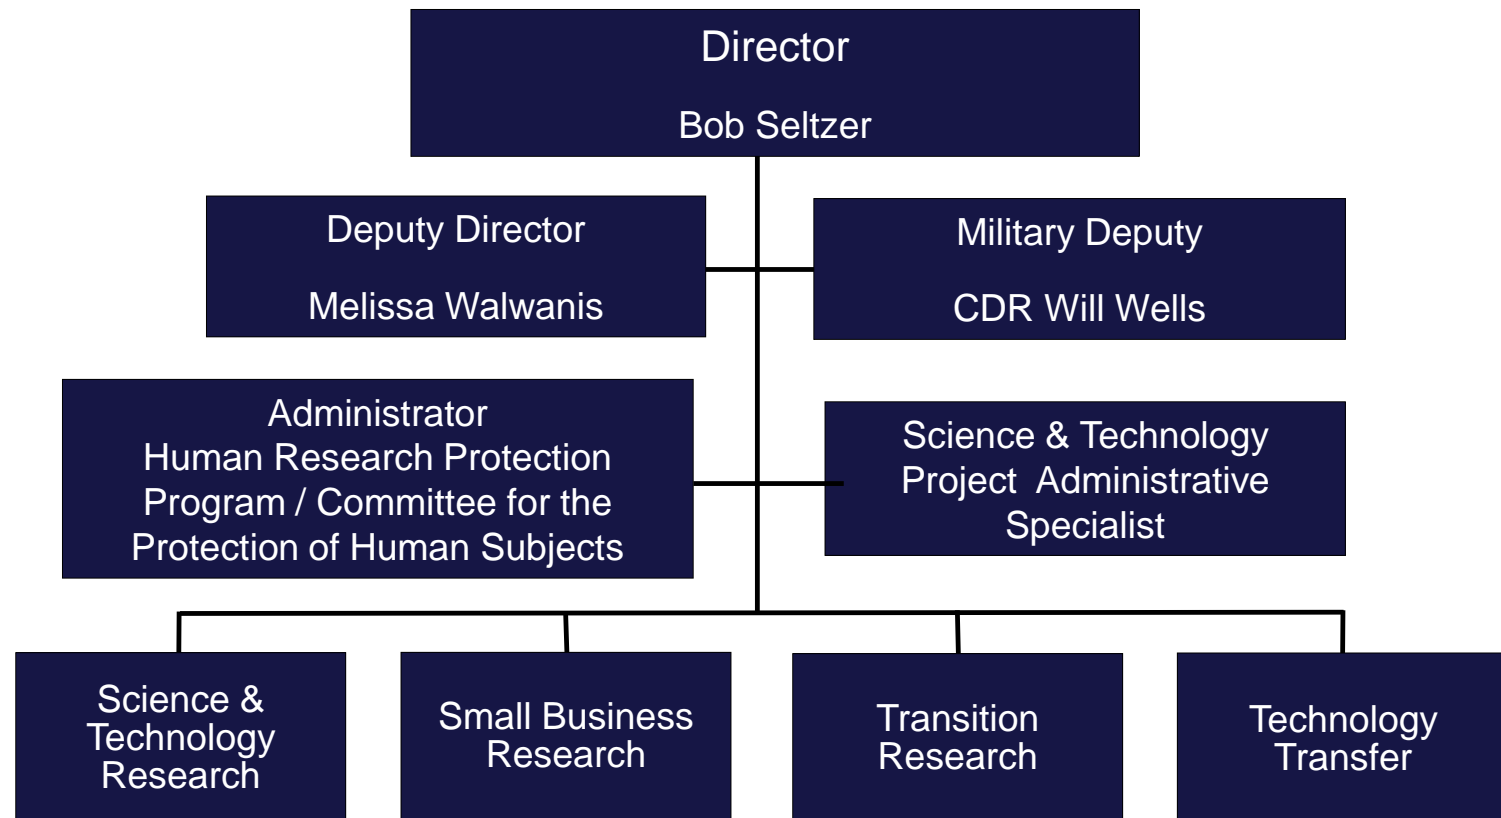 Director
Bob Seltzer
Deputy Director
Melissa Walwanis
Military Deputy
CDR Will Wells
Administrator
Human Research Protection
Program / Committee for the
Protection of Human Subjects
Science & Technology
Project  Administrative
Specialist
Science &
Technology
Research
Small Business
Research
Transition
Research
Technology
Transfer